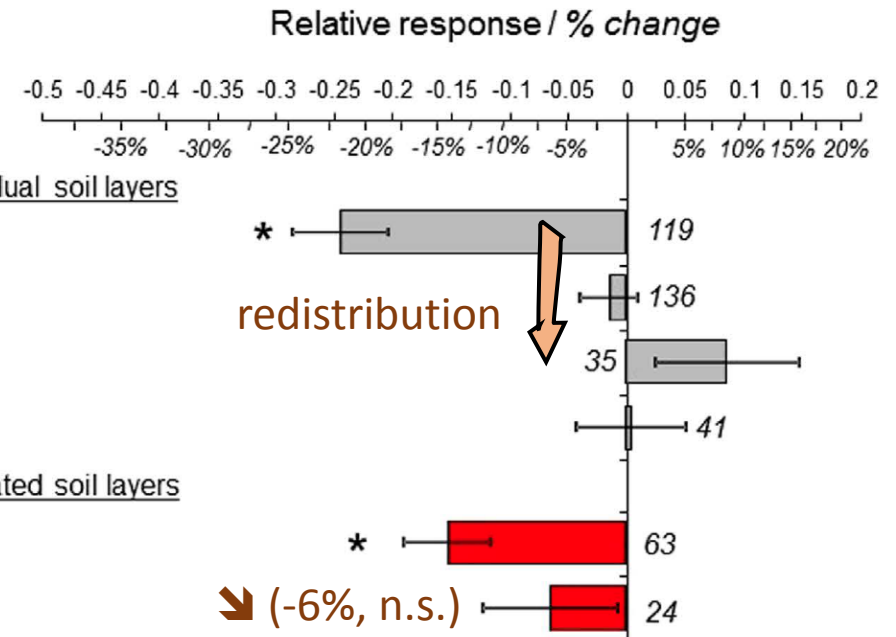 Relative response / % change
-0.5 -0.45 -0.4 -0.35 -0.3 -0.25 -0.2 -0.15 -0.1 -0.05 0 0.05 0.1 0.15 0.2
-35% -30% -25% -20% -15% -10% -5% 5% 10% 15% 20%
lual soil layers
* 119
136
redistribution
35
41
ated soil layers
* 63
➘ (-6%, n.s.) 24